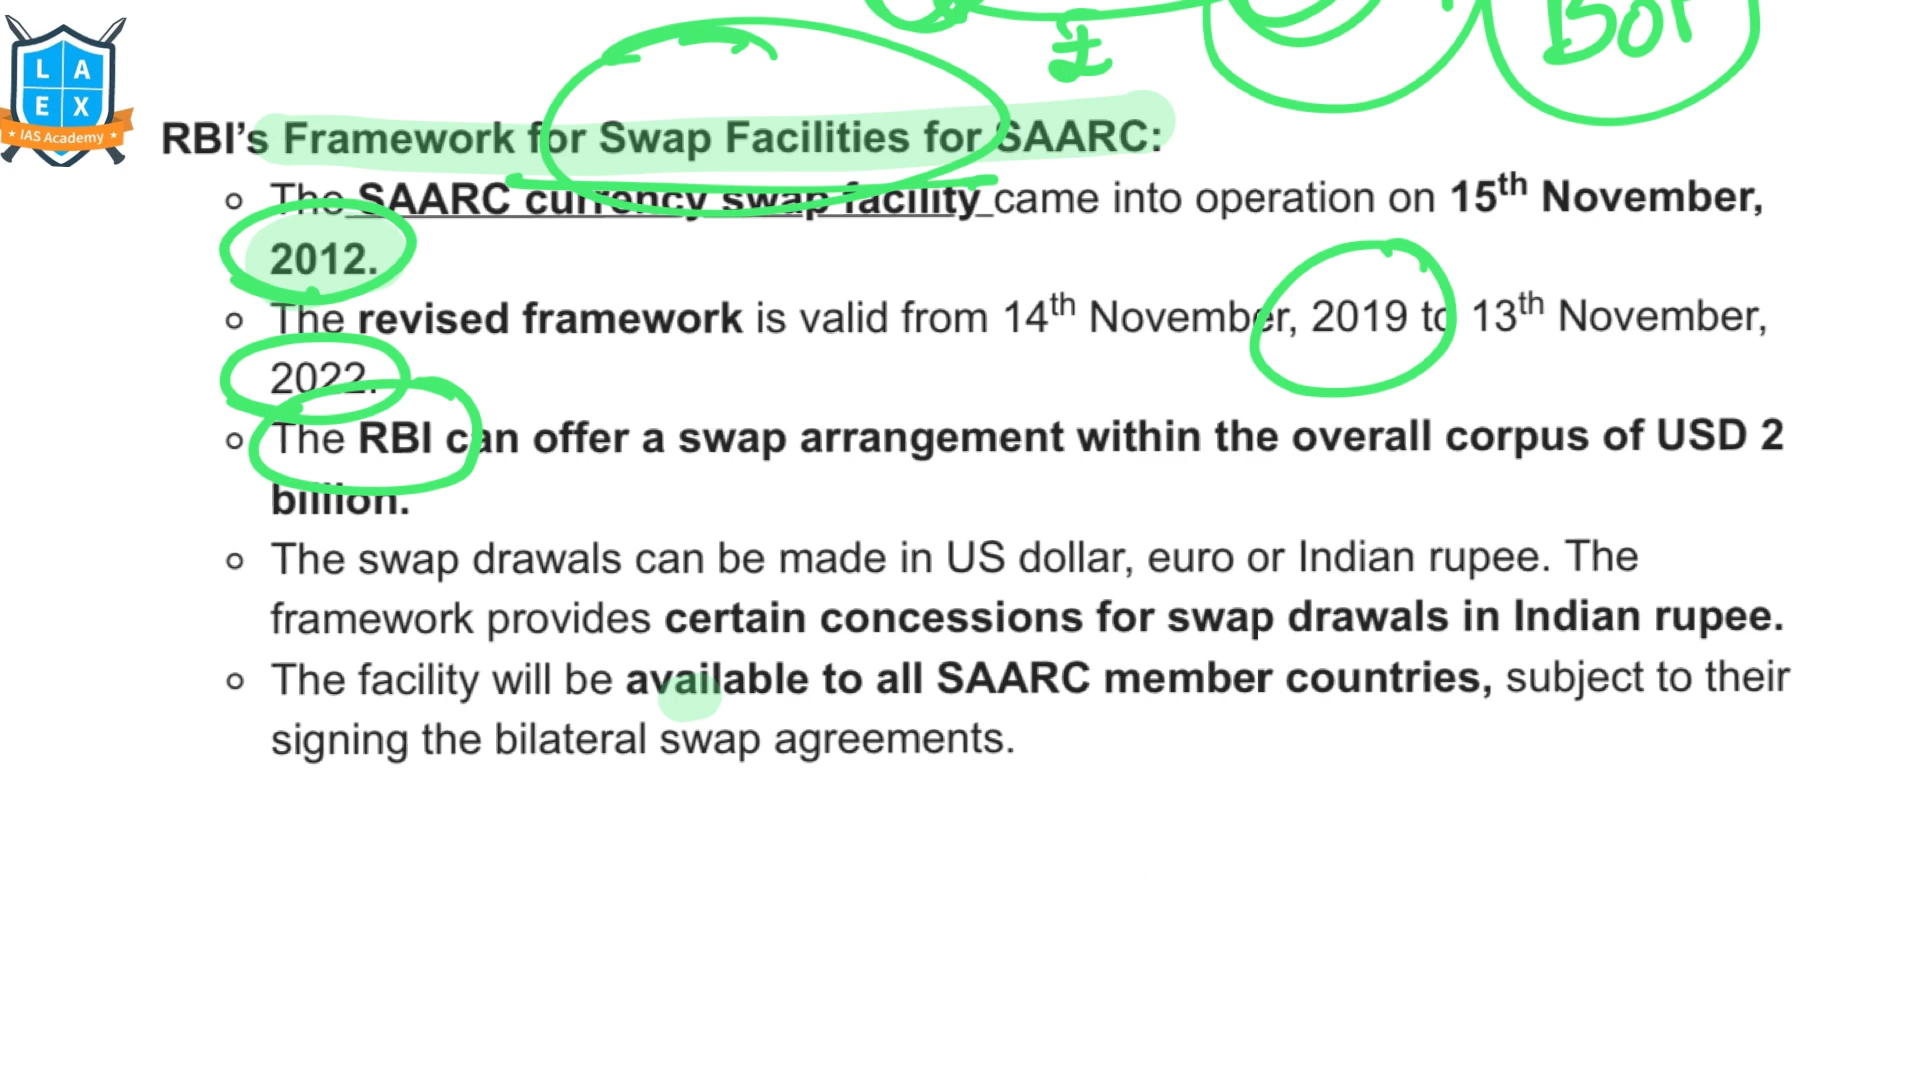 BOP
L A
E X
IAS Academy
RBI’s Framework for Swap Facilities for SAARC:
The SAARC currency swap facility came into operation on 15th November,
2012.
The revised framework is valid from 14th November, 2019 to 13th November,
2022.
The RBI can offer a swap arrangement within the overall corpus of USD 2
billion.
The swap drawals can be made in US dollar, euro or Indian rupee. The
framework provides certain concessions for swap drawals in Indian rupee.
The facility will be available to all SAARC member countries, subject to their
signing the bilateral swap agreements.